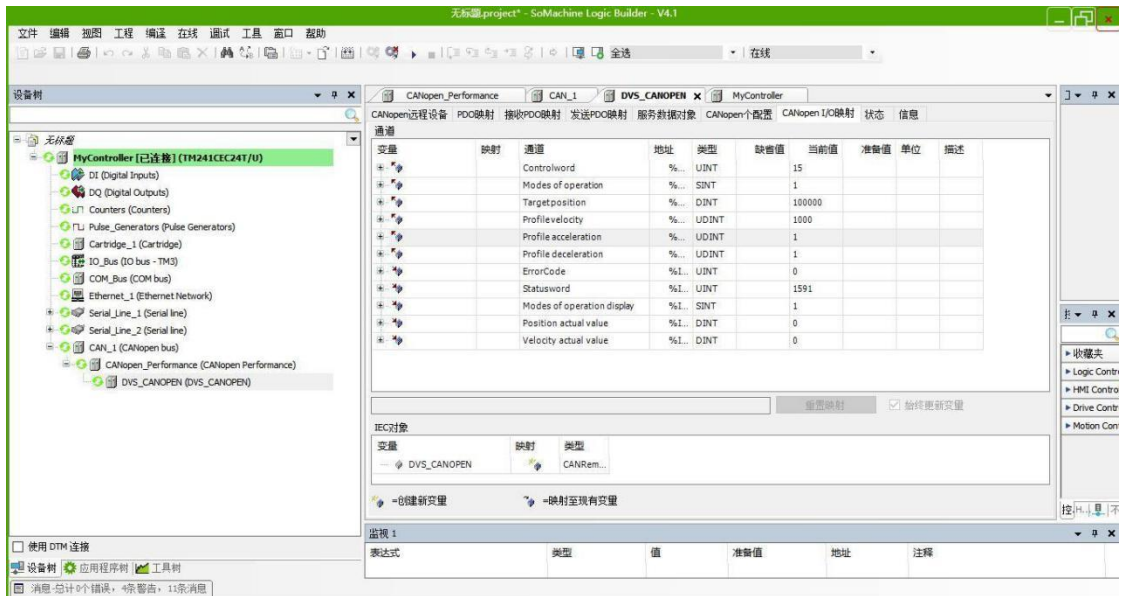 无标题.project* - SoMachine Logic Builder - V4.1
文件 编辑 视图 工程 编译 在线 调试 工具 窗口 帮助
全选 在线
设备树
无标题
MyController [已连接] (TM241CEC24T/U)
DI (Digital Inputs)
DQ (Digital Outputs)
Counters (Counters)
Pulse_Generators (Pulse Generators)
Cartridge_1 (Cartridge)
IO_Bus (IO bus - TM3)
COM_Bus (COM bus)
Ethernet_1 (Ethernet Network)
Serial_Line_1 (Serial line)
Serial_Line_2 (Serial line)
CAN_1 (CANopen bus)
CANopen_Performance (CANopen Performance)
DVS_CANOPEN (DVS_CANOPEN)
使用 DTM 连接
设备树 应用程序树 工具树
消息-总计0个错误，4条警告，11条消息
CANopen_Performance CAN_1 DVS_CANOPEN MyController
CANopen远程设备 PDO映射 接收PDO映射 发送PDO映射 服务数据对象 CANopen个配置 CANopen I/O映射 状态 信息
通道
变量 映射 通道 地址 类型 缺省值 当前值 准备值 单位 描述
Controlword %... UINT 15
Modes of operation %... SINT 1
Targetposition %... DINT 100000
Profilevelocity %... UDINT 1000
Profile acceleration %... UDINT 1
Profile deceleration %... UDINT 1
ErrorCode %I... UINT 0
Statusword %I... UINT 1591
Modes of operation display %I... SINT 1
Position actual value %I... DINT 0
Velocity actual value %I... DINT 0
重置映射 始终更新变量
IEC对象
变量 映射 类型
DVS_CANOPEN CANRem...
=创建新变量 =映射至现有变量
监视 1
表达式 类型 值 准备值 地址 注释
收藏夹
Logic Contr
HMI Contro
Drive Contr
Motion Con